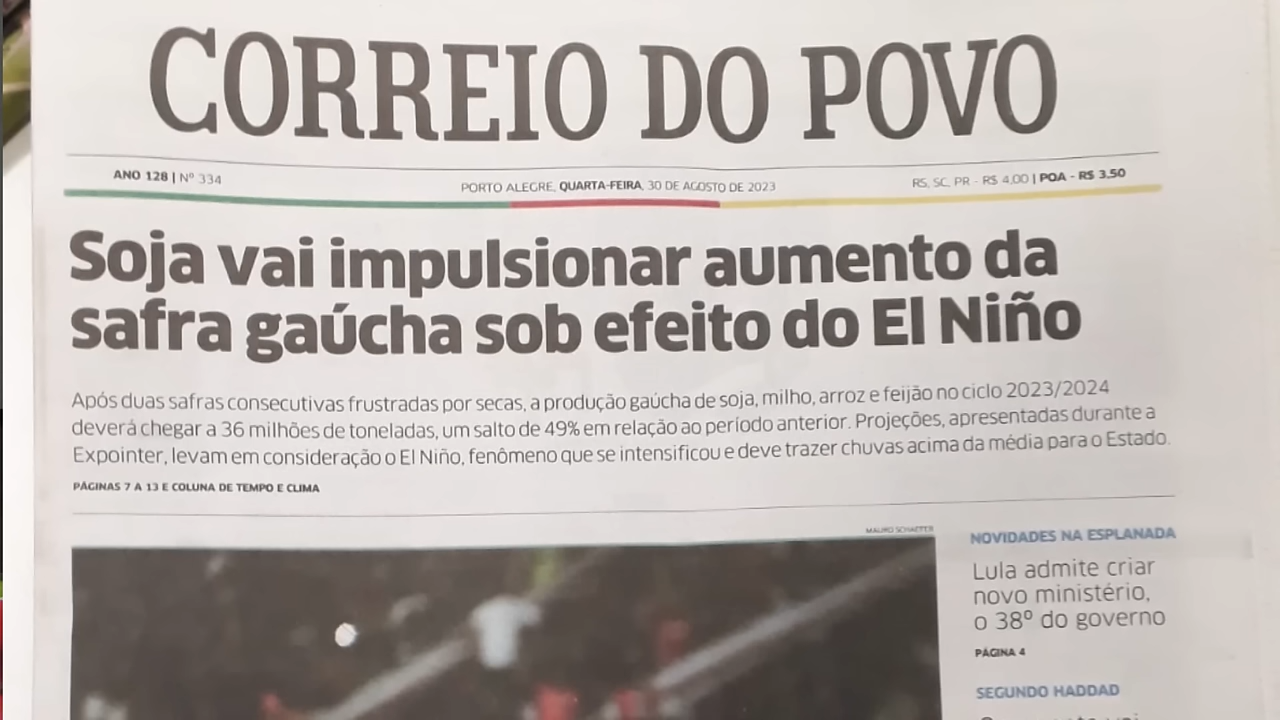 CORREIO DO POVO
ANO 128 | Nº 334
PORTO ALEGRE, QUARTA-FEIRA, 30 DE AGOSTO DE 2023
RS, SC, PR - R$ 4,00 | POA - R$ 3,50
Soja vai impulsionar aumento da
safra gaúcha sob efeito do El Niño
Após duas safras consecutivas frustradas por secas, a produção gaúcha de soja, milho, arroz e feijão no ciclo 2023/2024
deverá chegar a 36 milhões de toneladas, um salto de 49% em relação ao período anterior. Projeções, apresentadas durante a
Expointer, levam em consideração o El Niño, fenômeno que se intensificou e deve trazer chuvas acima da média para o Estado.
PÁGINAS 7 A 13 E COLUNA DE TEMPO E CLIMA
MAURO SCHAEFER
NOVIDADES NA ESPLANADA
Lula admite criar
novo ministério,
o 38º do governo
PÁGINA 4
SEGUNDO HADDAD